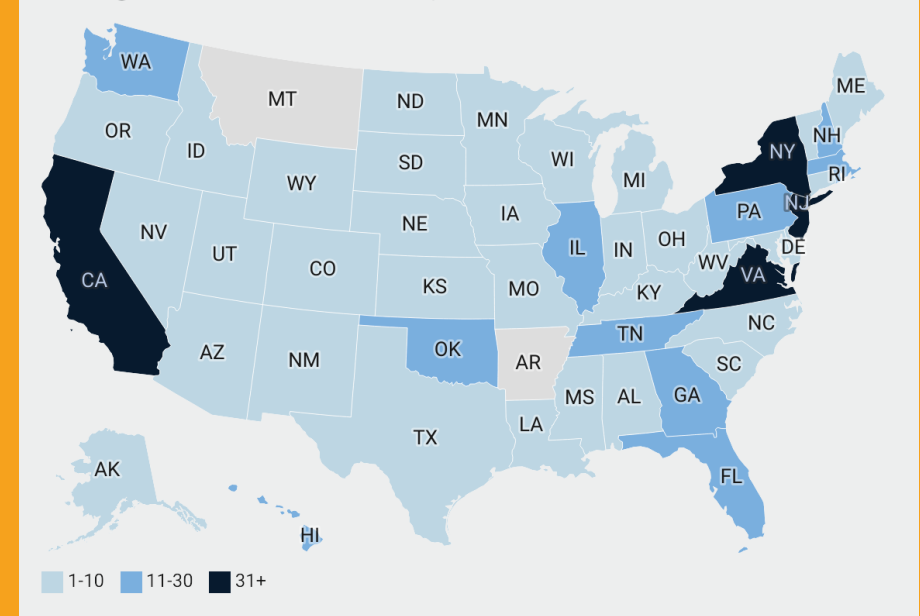 WA
MT
ND
MN
ME
OR
ID
SD
WI
NH
NY
WY
MI
RI
NE
IA
PA
NJ
NV
UT
CO
IL
IN
OH
DE
WV
VA
CA
KS
MO
KY
NC
AZ
NM
OK
TN
AR
SC
MS
AL
GA
LA
TX
AK
FL
HI
1-10 11-30 31+